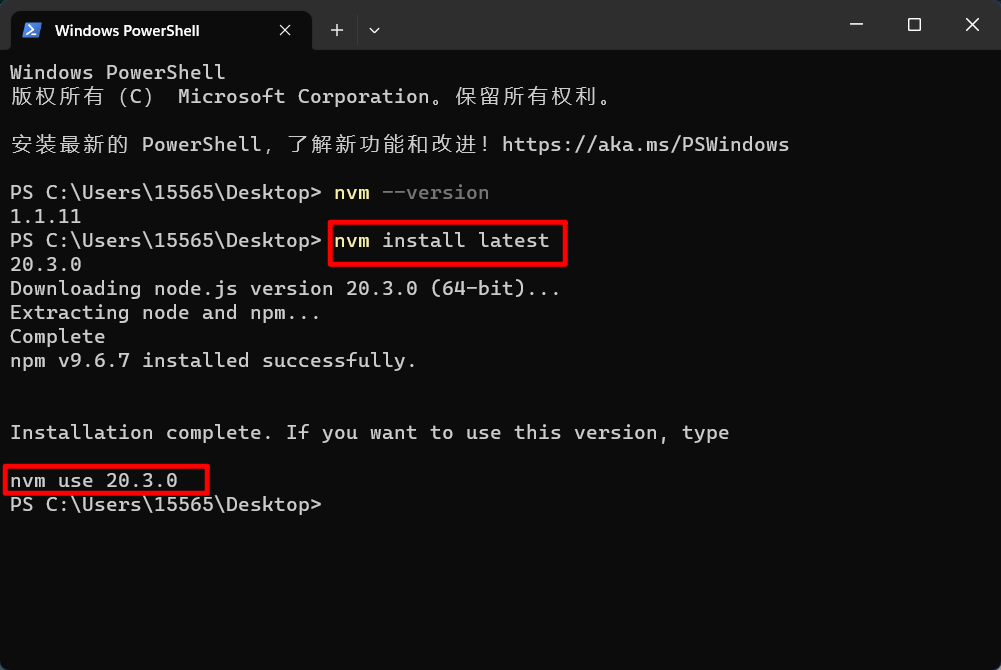 Windows PowerShell
Windows PowerShell
版权所有（C） Microsoft Corporation。保留所有权利。
安装最新的 PowerShell，了解新功能和改进！https://aka.ms/PSWindows
PS C:\Users\15565\Desktop> nvm --version
1.1.11
PS C:\Users\15565\Desktop> nvm install latest
20.3.0
Downloading node.js version 20.3.0 (64-bit)...
Extracting node and npm...
Complete
npm v9.6.7 installed successfully.
Installation complete. If you want to use this version, type
nvm use 20.3.0
PS C:\Users\15565\Desktop>